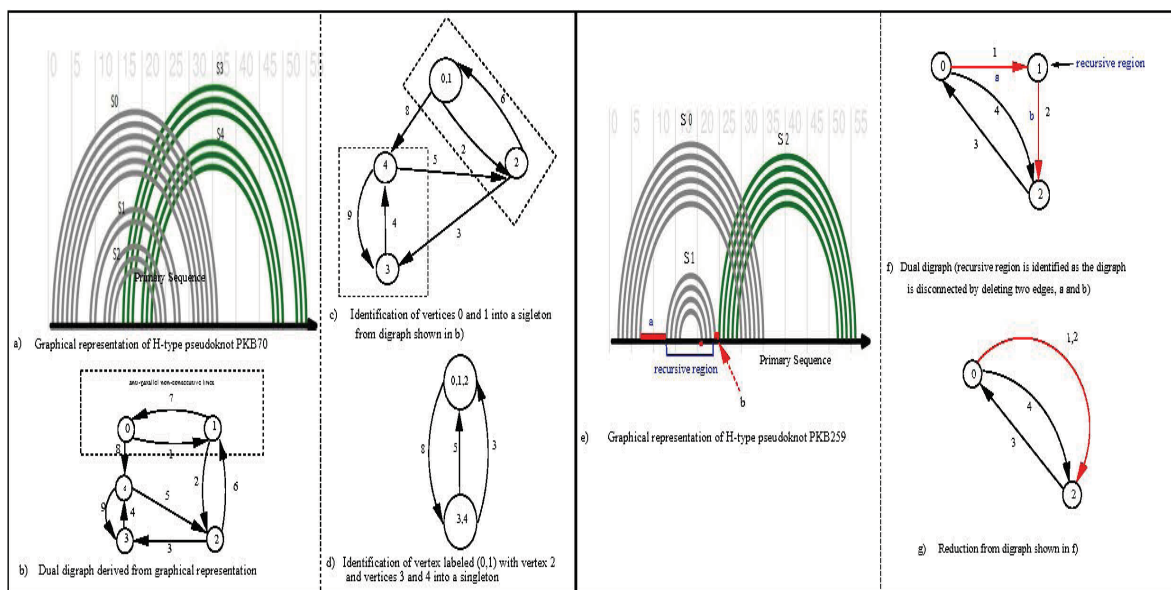 0 5 10 15 20 25 30 35 40 45 50 55
S3
S0
S4
S1
S2
Primary Sequence
a) Graphical representation of H-type pseudoknot PKB70
anti-parallel non-consecutive lines
7
0
1
1
8
2
6
5
9
4
3
2
3
b) Dual digraph derived from graphical representation
0,1
6
8
2
2
4
5
9
4
3
3
c) Identification of vertices 0 and 1 into a sigleton
from digraph shown in b)
0,1,2
8
5
3
3,4
d) Identification of vertex labeled (0,1) with vertex 2
and vertices 3 and 4 into a singleton
0 5 10 15 20 25 30 35 40 45 50 55
S0
S2
S1
a
recursive region
Primary Sequence
b
e) Graphical representation of H-type pseudoknot PKB259
1
0
1
recursive region
a
4
b
2
3
2
f) Dual digraph (recursive region is identified as the digraph
is disconnected by deleting two edges, a and b)
1,2
0
4
3
2
g) Reduction from digraph shown in f)